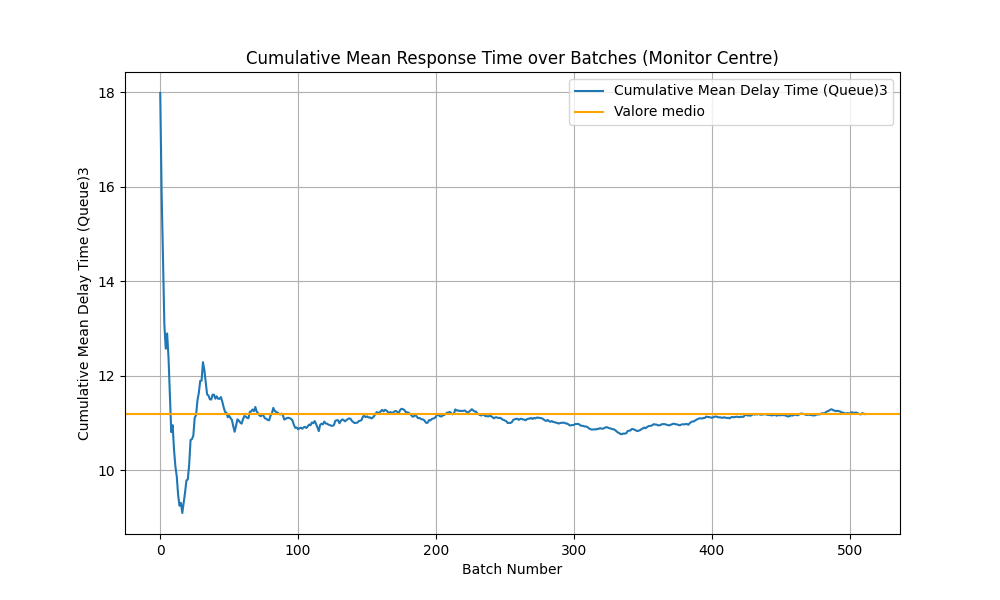 Cumulative Mean Response Time over Batches (Monitor Centre)
Cumulative Mean Delay Time (Queue)3
Valore medio
Cumulative Mean Delay Time (Queue)3
18
16
14
12
10
0 100 200 300 400 500
Batch Number